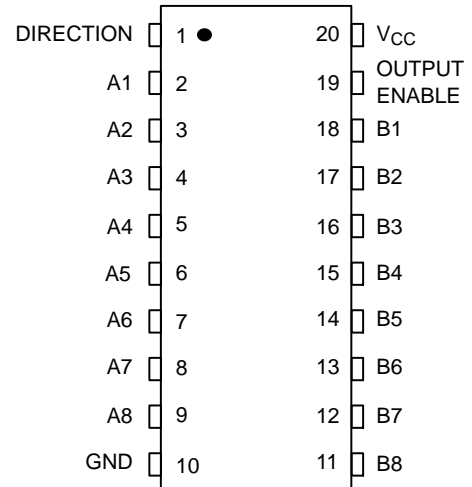 DIRECTION 1 20 VCC
A1 2 19 OUTPUT ENABLE
A2 3 18 B1
A3 4 17 B2
A4 5 16 B3
A5 6 15 B4
A6 7 14 B5
A7 8 13 B6
A8 9 12 B7
GND 10 11 B8